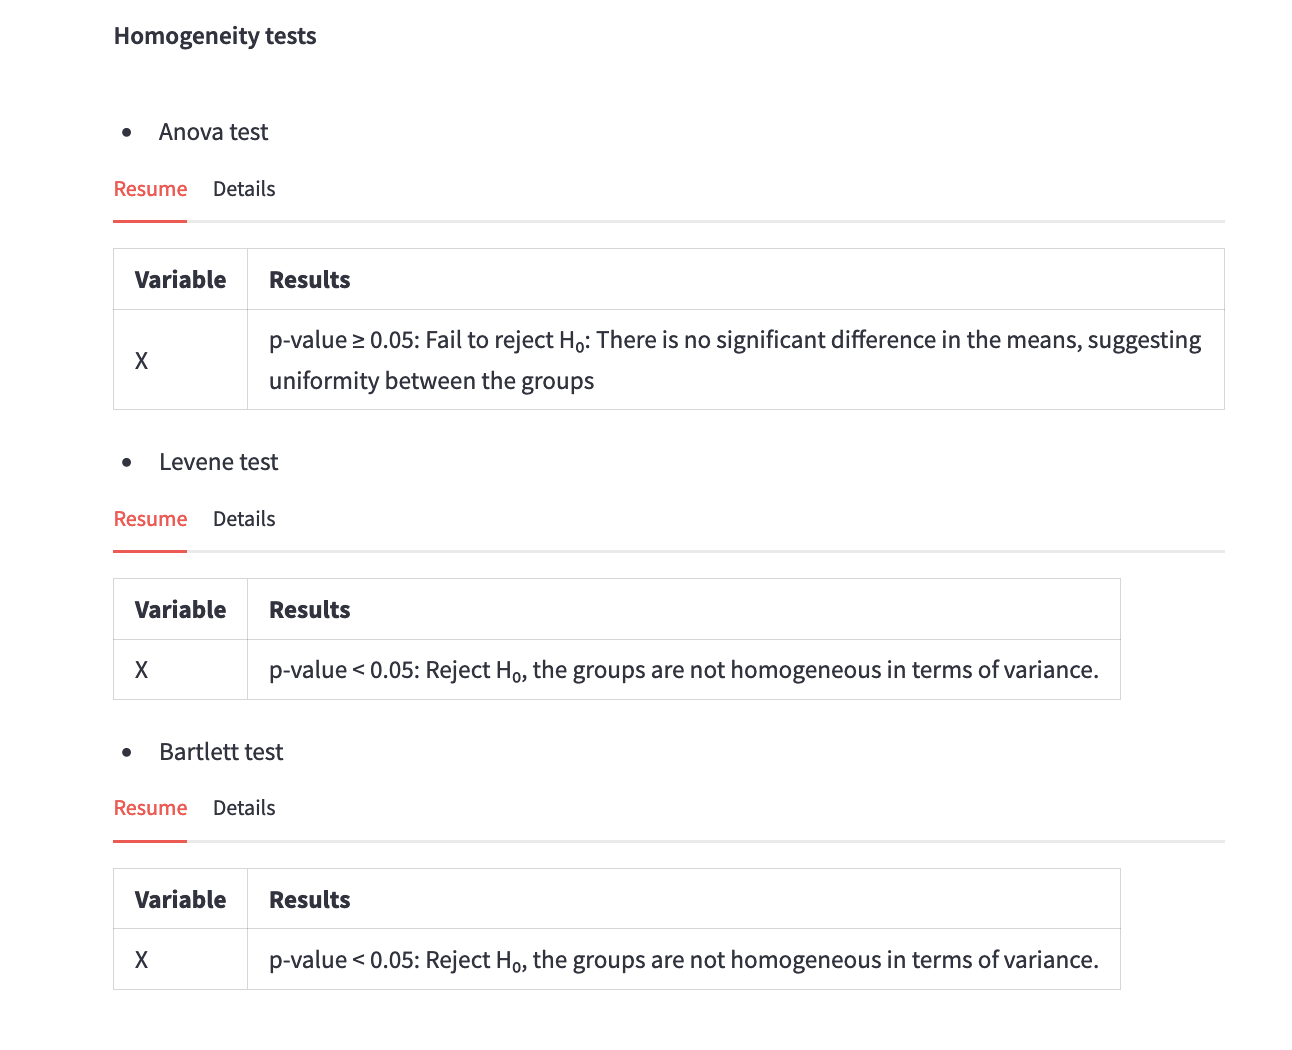 Homogeneity tests
• Anova test
Resume Details
Variable Results
X p-value ≥ 0.05: Fail to reject H₀: There is no significant difference in the means, suggesting
uniformity between the groups
• Levene test
Resume Details
Variable Results
X p-value < 0.05: Reject H₀, the groups are not homogeneous in terms of variance.
• Bartlett test
Resume Details
Variable Results
X p-value < 0.05: Reject H₀, the groups are not homogeneous in terms of variance.